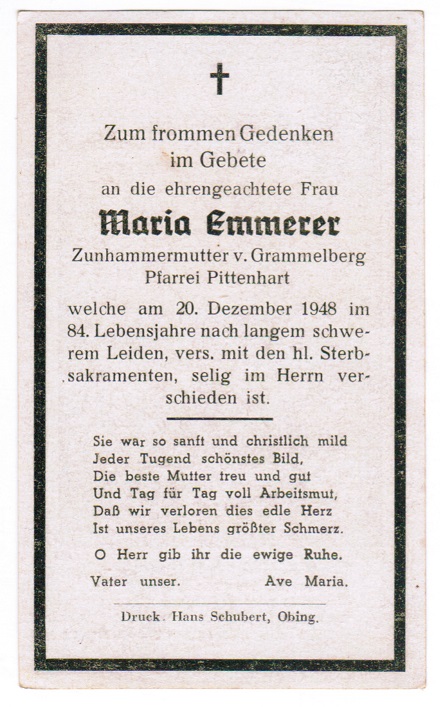 Zum frommen Gedenken
im Gebete
an die ehrengeachtete Frau
Maria Emmerer
Zunhammermutter v. Grammelberg
Pfarrei Pittenhart
welche am 20. Dezember 1948 im
84. Lebensjahre nach langem schwe-
rem Leiden, vers. mit den hl. Sterb-
sakramenten, selig im Herrn ver-
schieden ist.
Sie war so sanft und christlich mild
Jeder Tugend schönstes Bild,
Die beste Mutter treu und gut
Und Tag für Tag voll Arbeitsmut,
Daß wir verloren dies edle Herz
Ist unseres Lebens größter Schmerz.
O Herr gib ihr die ewige Ruhe.
Vater unser. Ave Maria.
Druck. Hans Schubert, Obing.